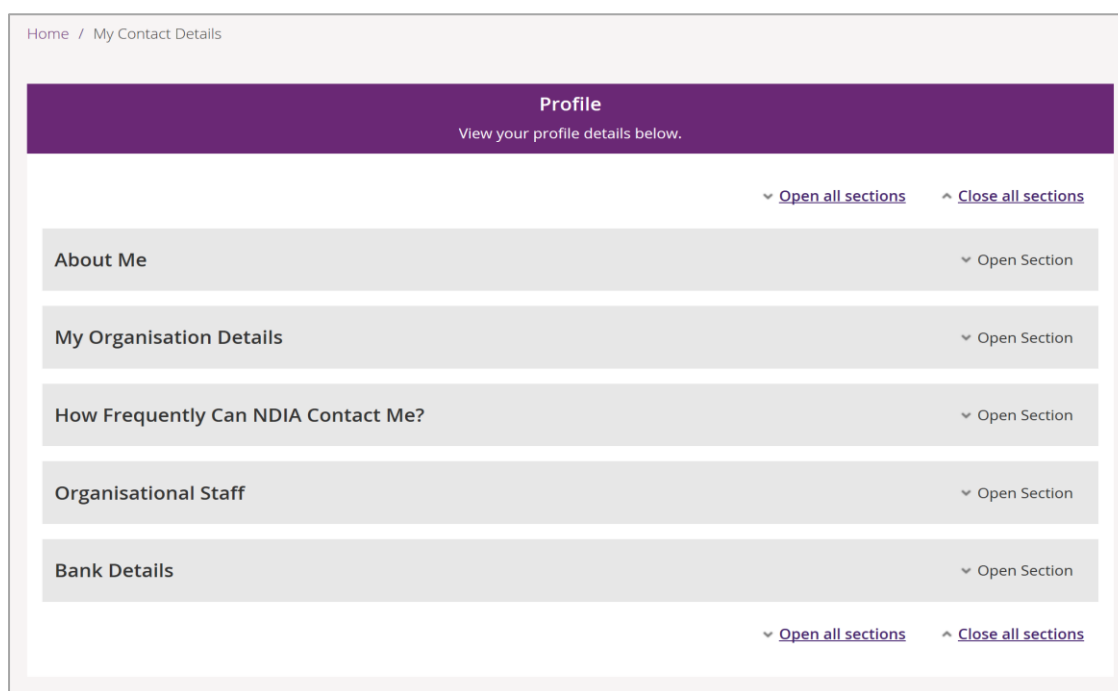 Home / My Contact Details
Profile
View your profile details below.
Open all sections Close all sections
About Me Open Section
My Organisation Details Open Section
How Frequently Can NDIA Contact Me? Open Section
Organisational Staff Open Section
Bank Details Open Section
Open all sections Close all sections